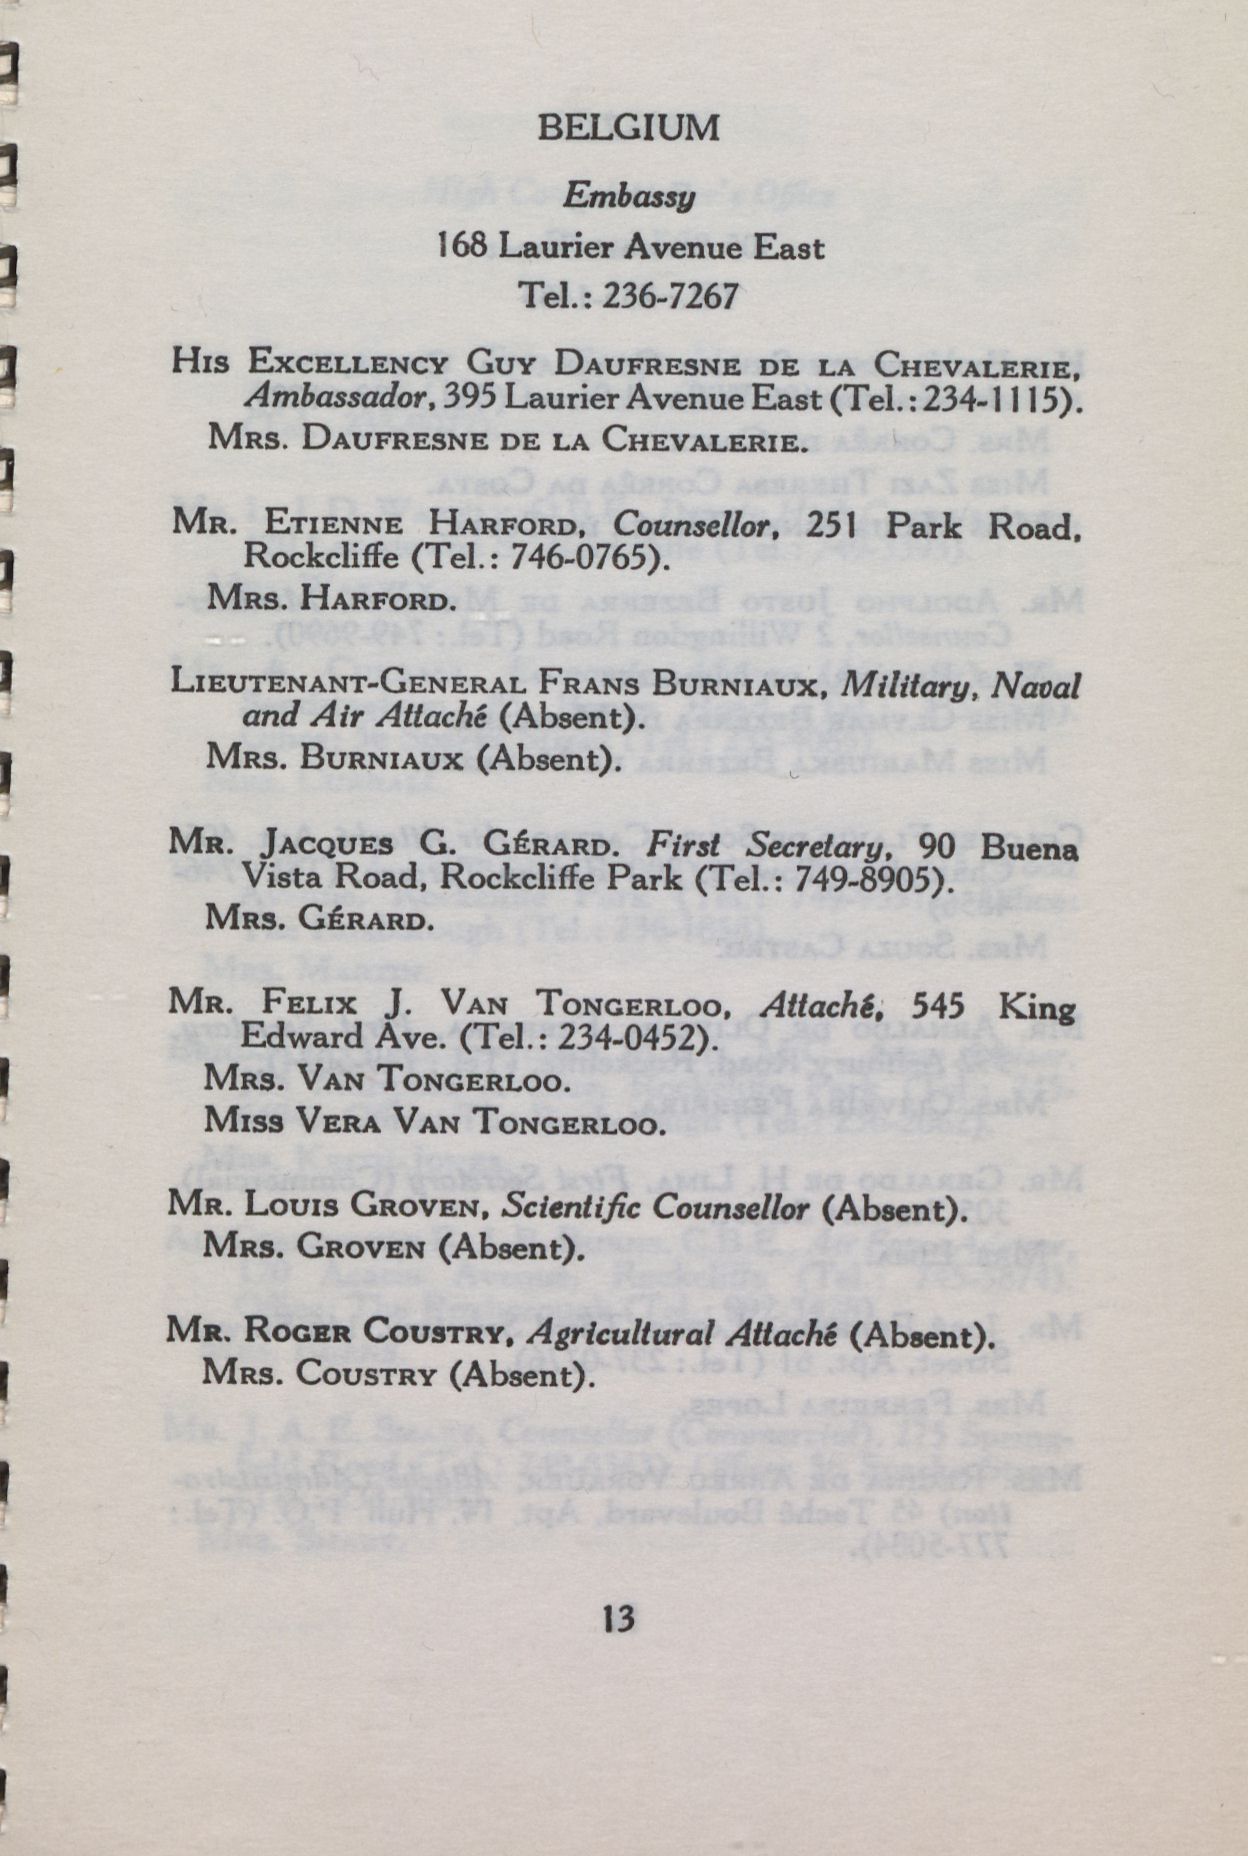 BELGIUM
Embassy
168 Laurier Avenue East
Tel.: 236-7267
His Excellency Guy Daufresne de la Chevalerie,
Ambassador, 395 Laurier Avenue East (Tel.: 234-1115).
Mrs. Daufresne de la Chevalerie.
Mr. Etienne Harford, Counsellor, 251 Park Road,
Rockcliffe (Tel.: 746-0765).
Mrs. Harford.
Lieutenant-General Frans Burniaux, Military, Naval
and Air Attaché (Absent).
Mrs. Burniaux (Absent).
Mr. Jacques G. Gérard. First Secretary, 90 Buena
Vista Road, Rockcliffe Park (Tel.: 749-8905).
Mrs. Gérard.
Mr. Felix J. Van Tongerloo, Attaché, 545 King
Edward Ave. (Tel.: 234-0452).
Mrs. Van Tongerloo.
Miss Vera Van Tongerloo.
Mr. Louis Groven, Scientific Counsellor (Absent).
Mrs. Groven (Absent).
Mr. Roger Coustry, Agricultural Attaché (Absent).
Mrs. Coustry (Absent).
13